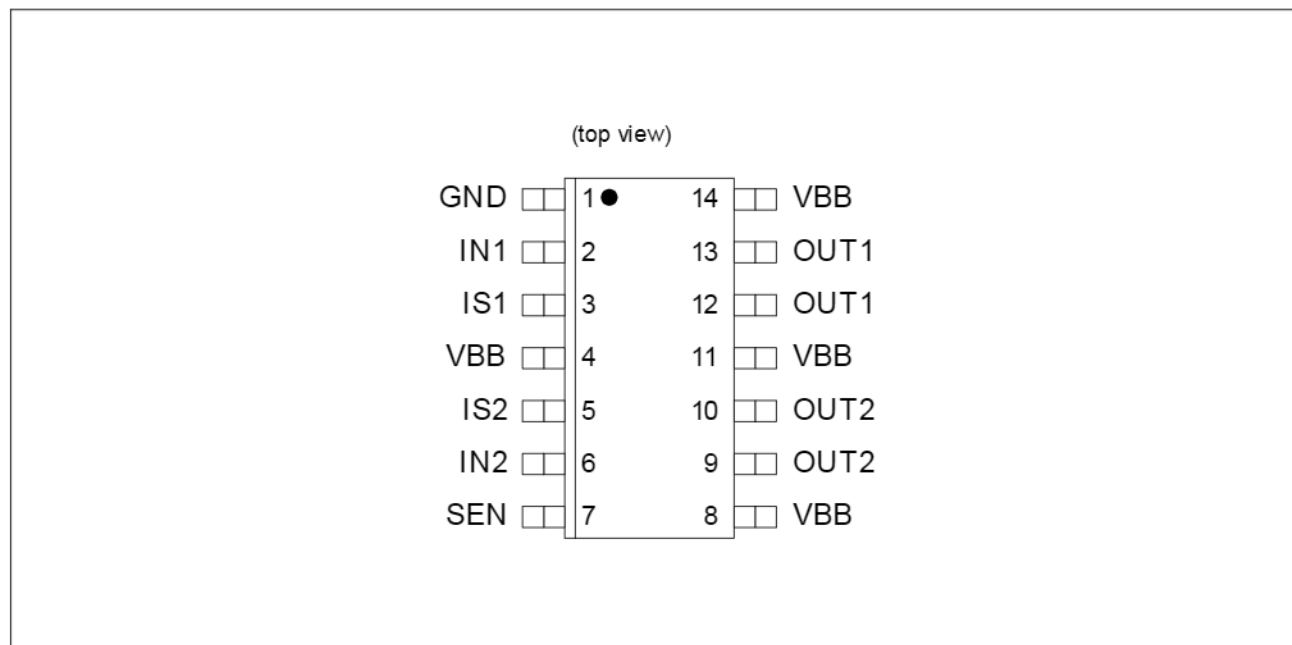 (top view)
GND 1 14 VBB
IN1 2 13 OUT1
IS1 3 12 OUT1
VBB 4 11 VBB
IS2 5 10 OUT2
IN2 6 9 OUT2
SEN 7 8 VBB